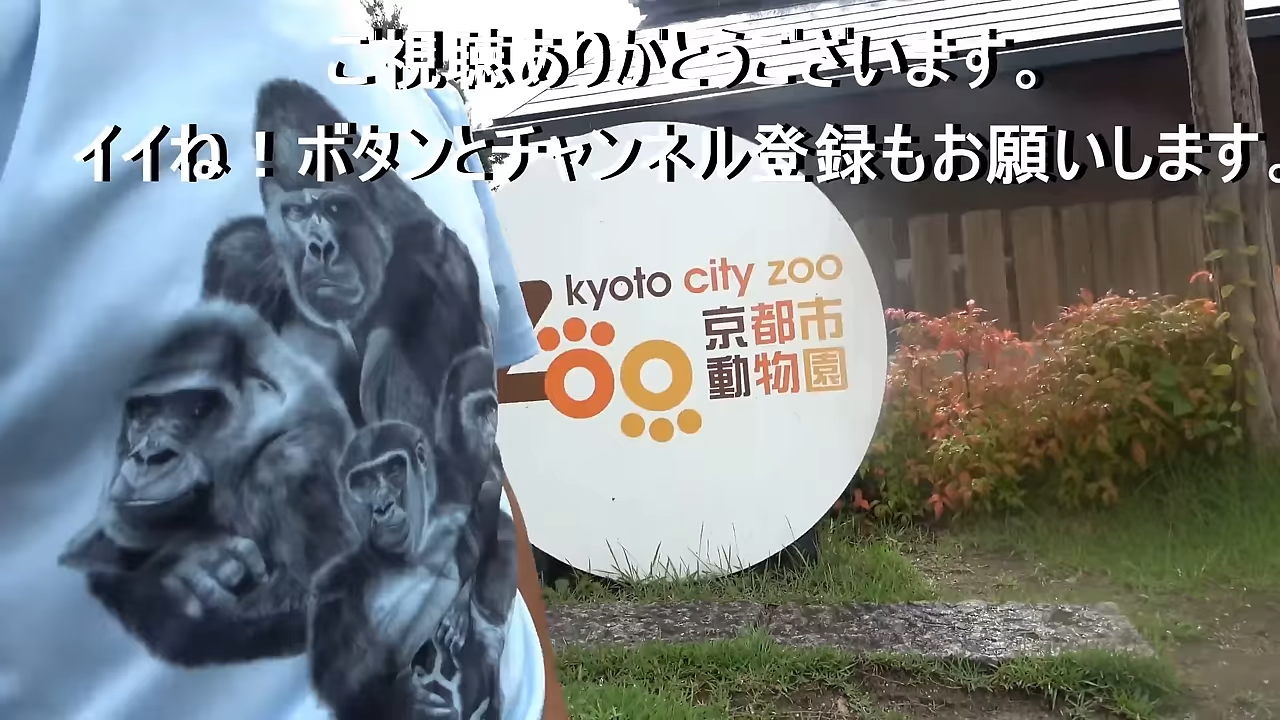 ご視聴ありがとうございます。
イイね！ボタンとチャンネル登録もお願いします。
kyoto city zoo
zoo
京都市
動物園